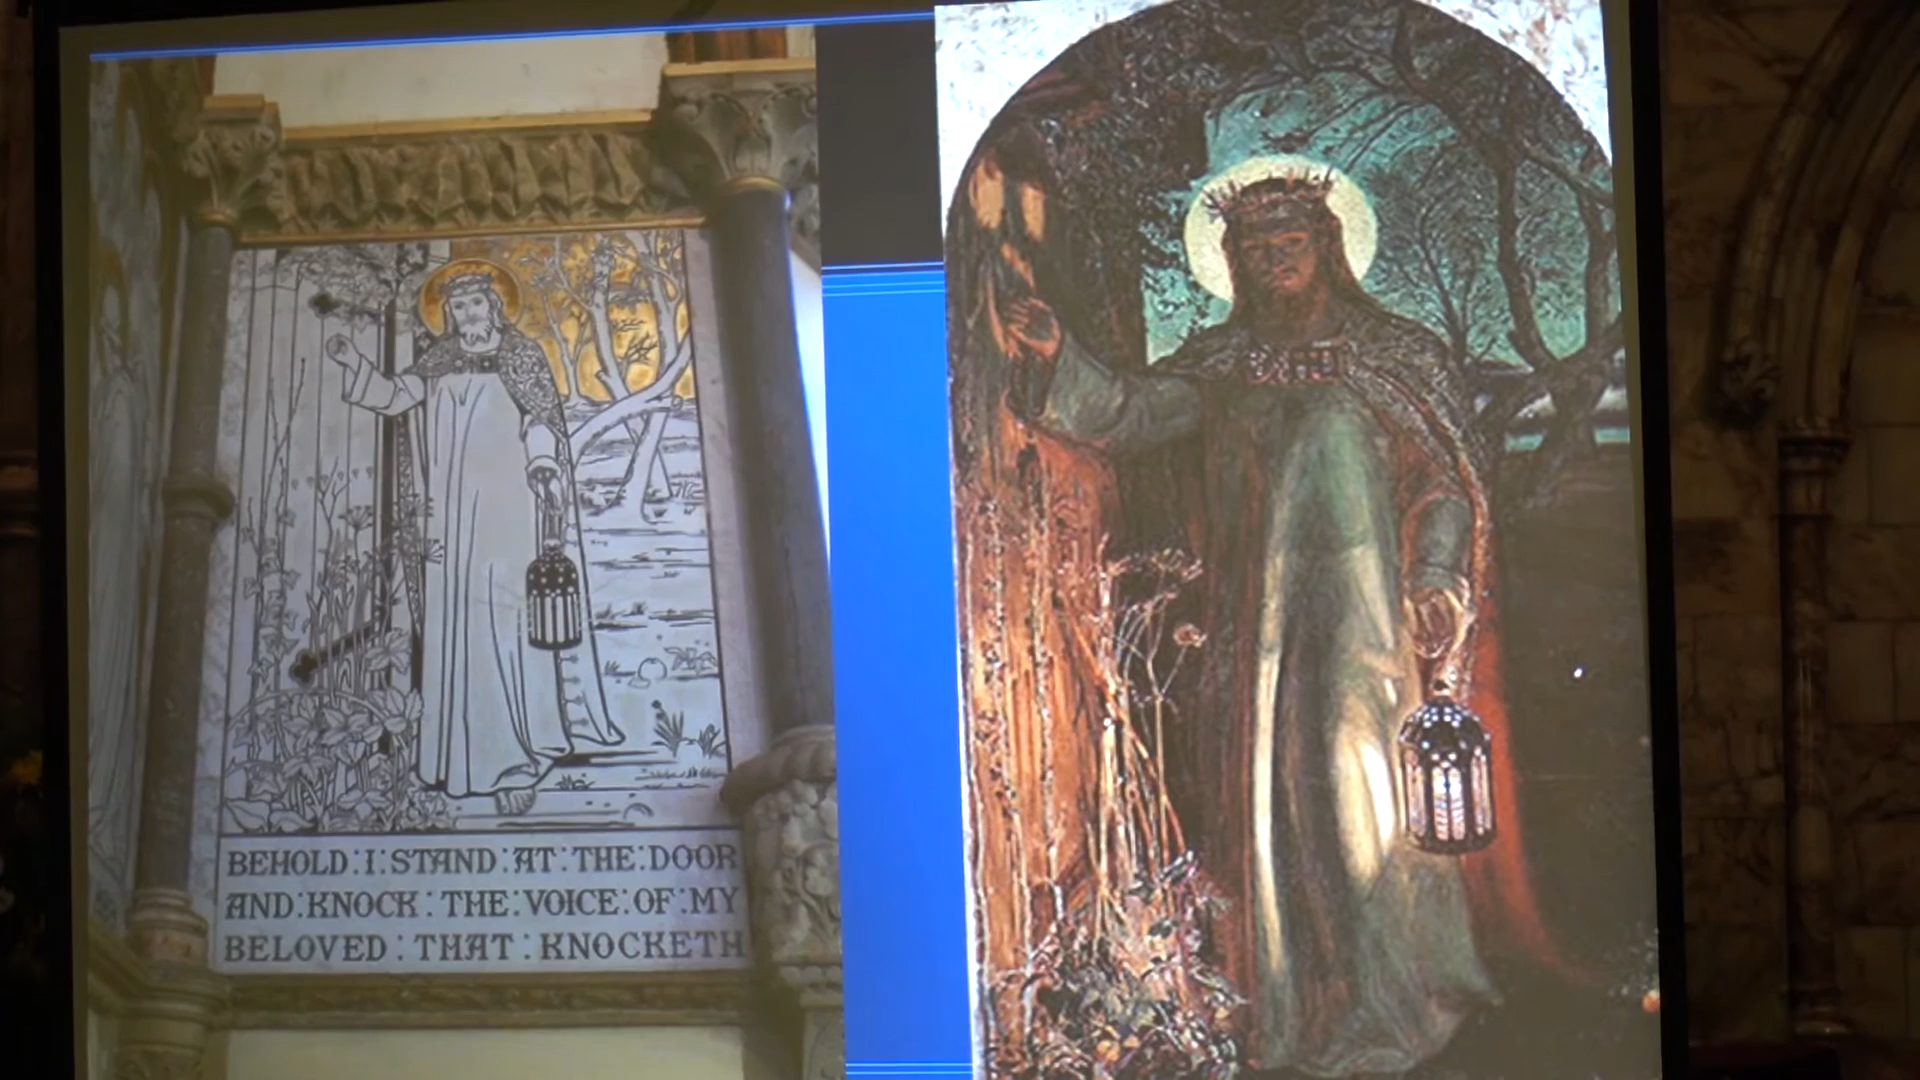 BEHOLD : I : STAND : AT : THE : DOOR
AND : KNOCK : THE : VOICE : OF : MY
BELOVED : THAT : KNOCKETH